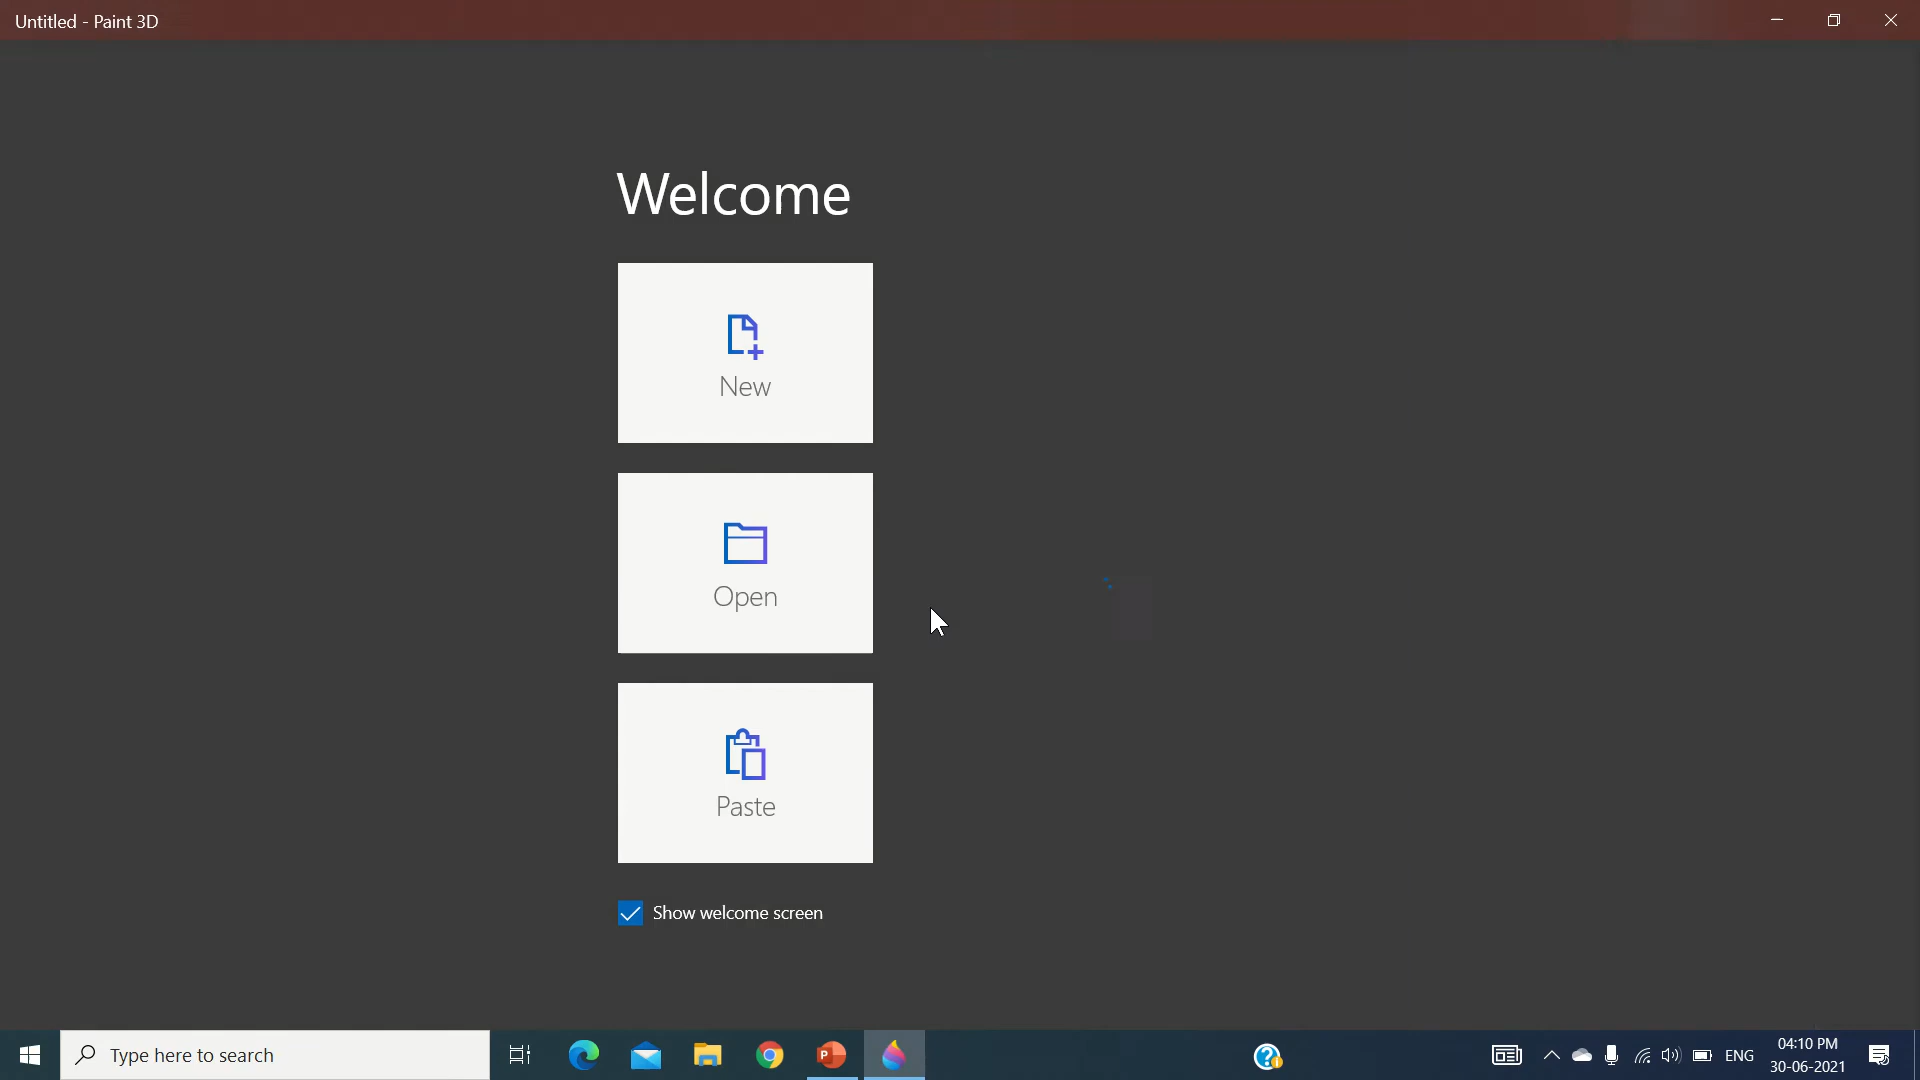 Untitled - Paint 3D
Welcome
New
Open
Paste
Show welcome screen
Type here to search
P
ENG
04:10 PM
30-06-2021